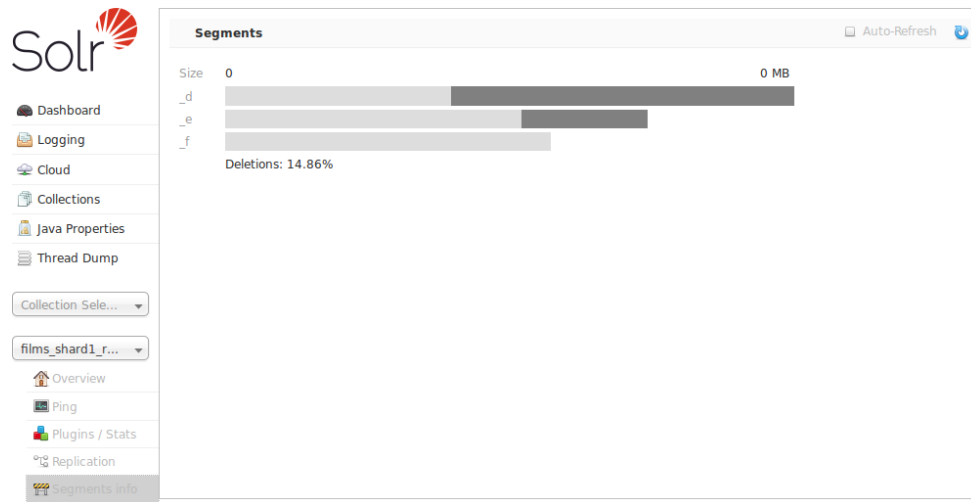 Solr
Dashboard
Logging
Cloud
Collections
Java Properties
Thread Dump
Collection Sele...
films_shard1_r...
Overview
Ping
Plugins / Stats
Replication
Segments info
Segments
Auto-Refresh
Size 0 0 MB
_d
_e
_f
Deletions: 14.86%